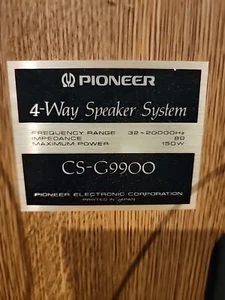 PIONEER
4-Way Speaker System
FREQUENCY RANGE 32~20000Hz
IMPEDANCE 8Ω
MAXIMUM POWER 150W
CS-G9900
PIONEER ELECTRONIC CORPORATION
PRINTED IN JAPAN